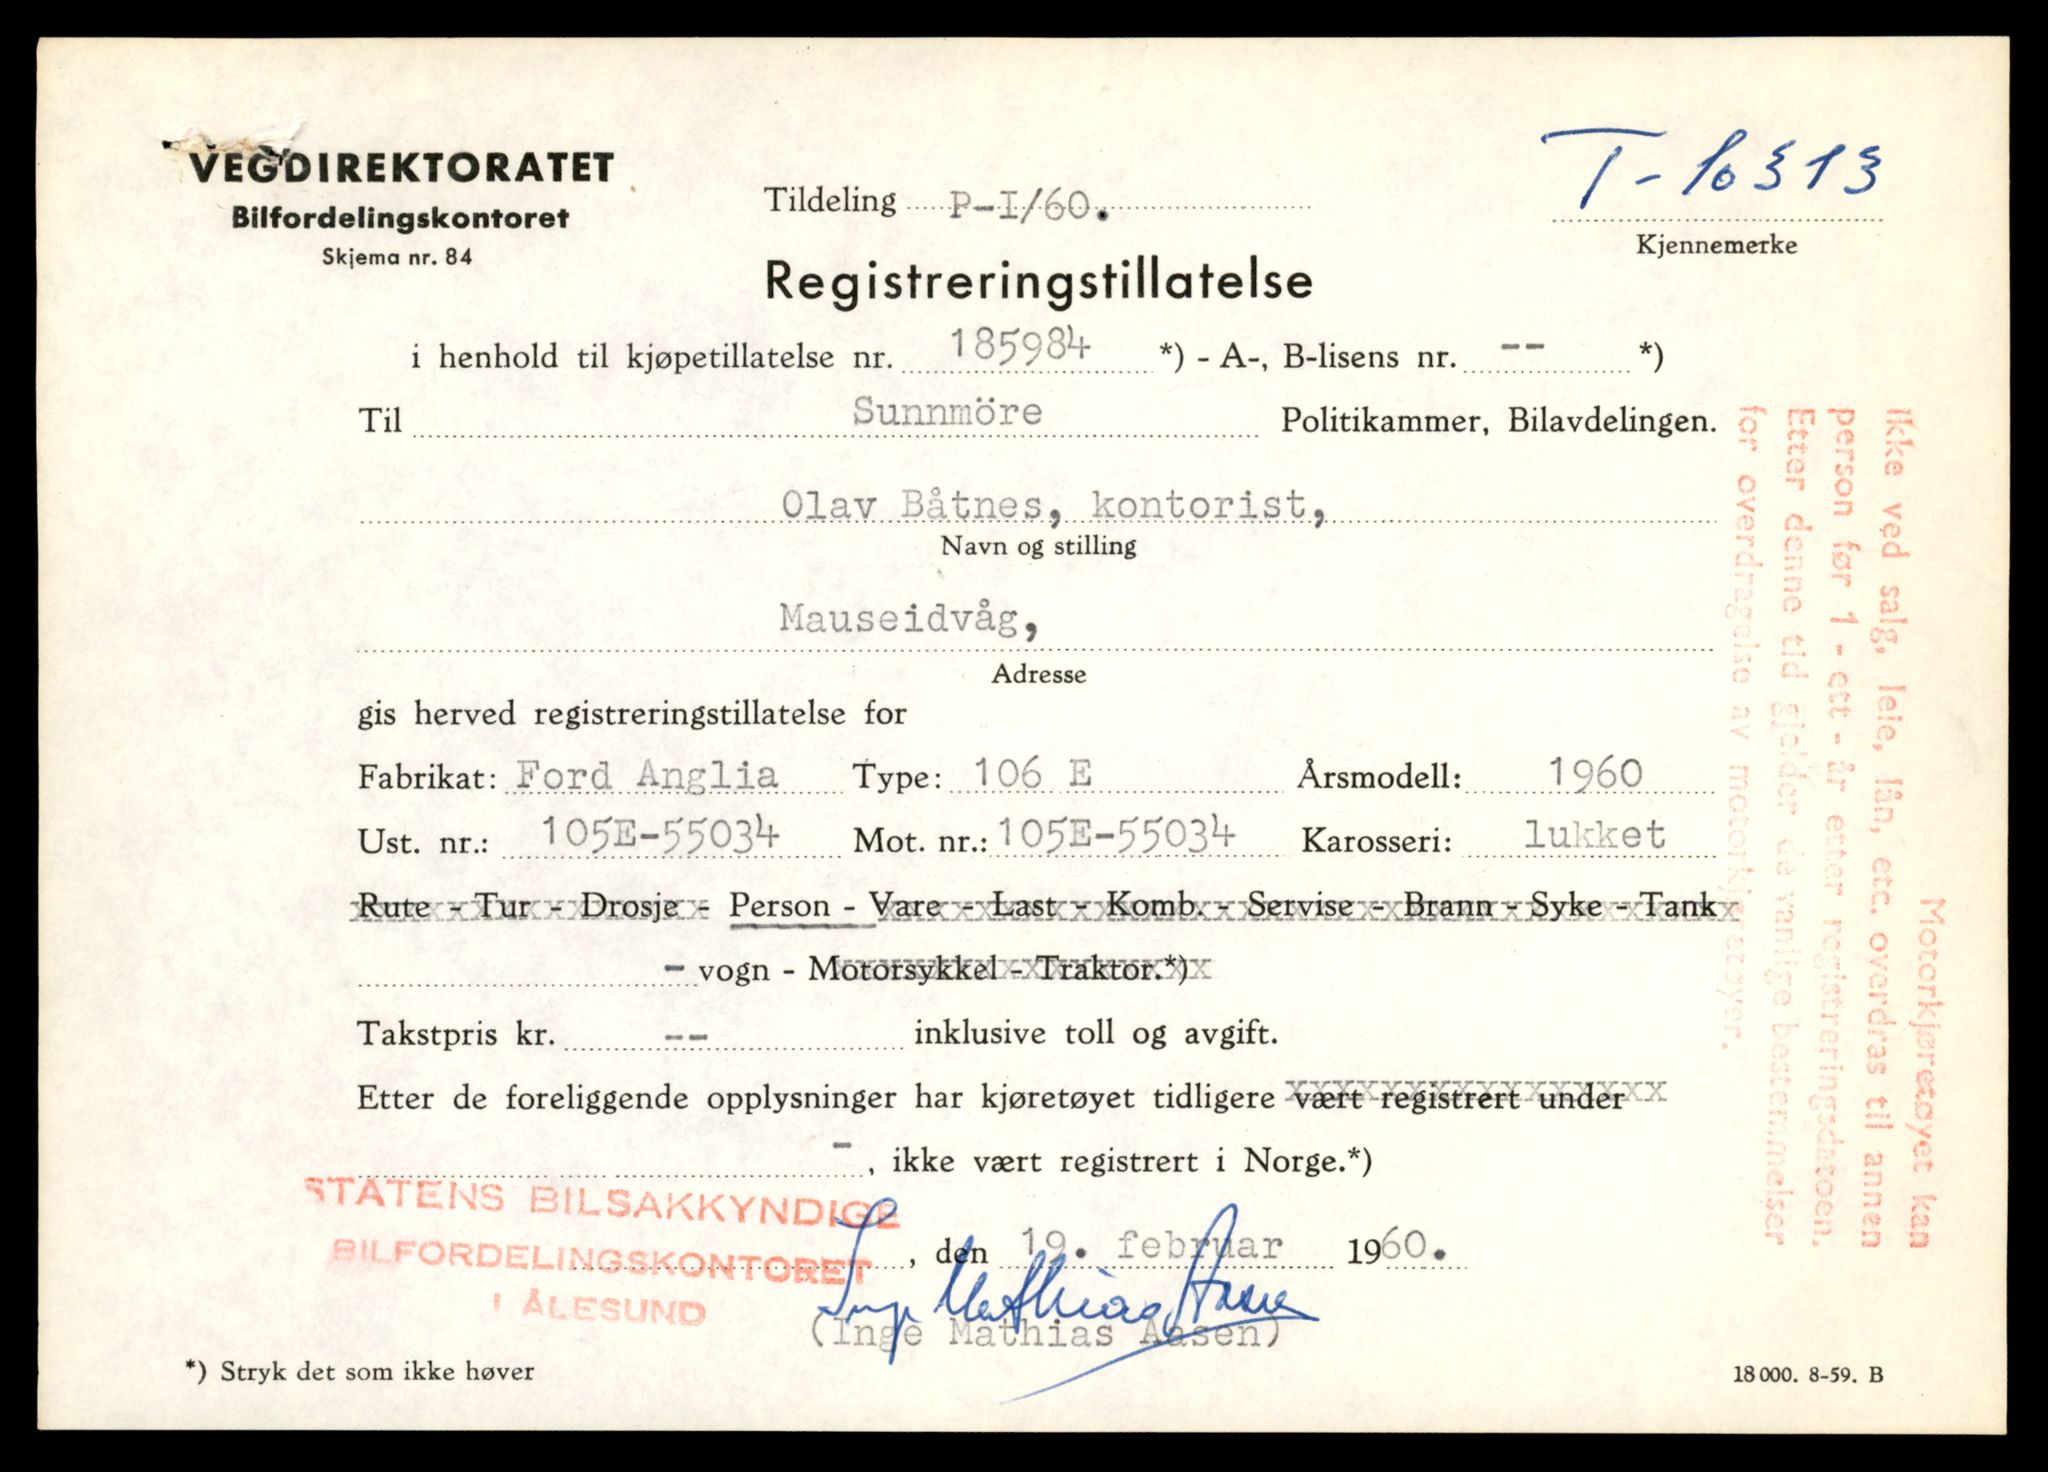 VEGDIREKTORATET
Bilfordelingskontoret
Skjema nr. 84
Tildeling P-I/60.
T-10313
Kjennemerke
Registreringstillatelse
i henhold til kjøpetillatelse nr. 185984 *) - A-, B-lisens nr. -- *)
Til Sunnmöre Politikammer, Bilavdelingen.
Olav Båtnes, kontorist,
Navn og stilling
Mauseidvåg,
Adresse
gis herved registreringstillatelse for
Fabrikat: Ford Anglia Type: 106 E Årsmodell: 1960
Ust. nr.: 105E-55034 Mot. nr.: 105E-55034 Karosseri: lukket
Rute - Tur - Drosje - Person - Vare - Last - Komb. - Servise - Brann - Syke - Tank
- vogn - Motorsykkel - Traktor.*)
Takstpris kr. -- inklusive toll og avgift.
Etter de foreliggende opplysninger har kjøretøyet tidligere vært registrert under
-, ikke vært registrert i Norge.*)
STATENS BILSAKKYNDIGE
BILFORDELINGSKONTORET
I ÅLESUND
, den 19. februar 1960.
Inge Mathias Aasen
(Inge Mathias Aasen)
*) Stryk det som ikke høver
18 000. 8-59. B
Motorkjøretøyet kan
ikke ved salg, leie, lån, etc. overdras til annen
person før 1 - ett - år etter registreringsdatoen.
Etter denne tid gjelder de vanlige bestemmelser
for overdragelse av motorkjøretøyer.